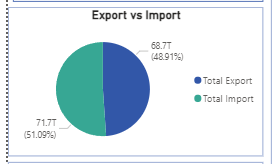 Export vs Import
68.7T
(48.91%)
Total Export
Total Import
71.7T
(51.09%)